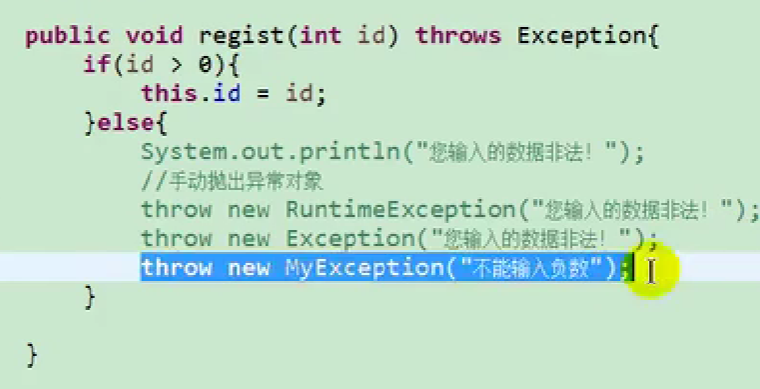 public void regist(int id) throws Exception{
if(id > 0){
this.id = id;
}else{
System.out.println("您输入的数据非法！");
//手动抛出异常对象
throw new RuntimeException("您输入的数据非法！");
throw new Exception("您输入的数据非法！");
throw new MyException("不能输入负数");
}
}